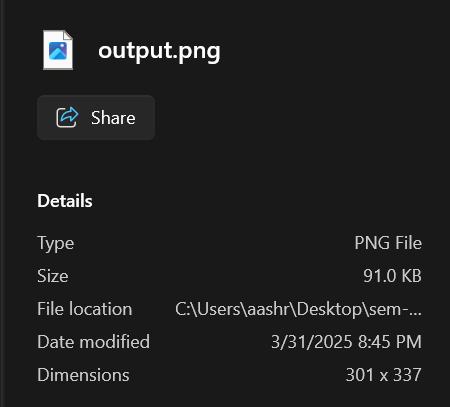 output.png
Share
Details
Type PNG File
Size 91.0 KB
File location C:\Users\aashr\Desktop\sem-...
Date modified 3/31/2025 8:45 PM
Dimensions 301 x 337